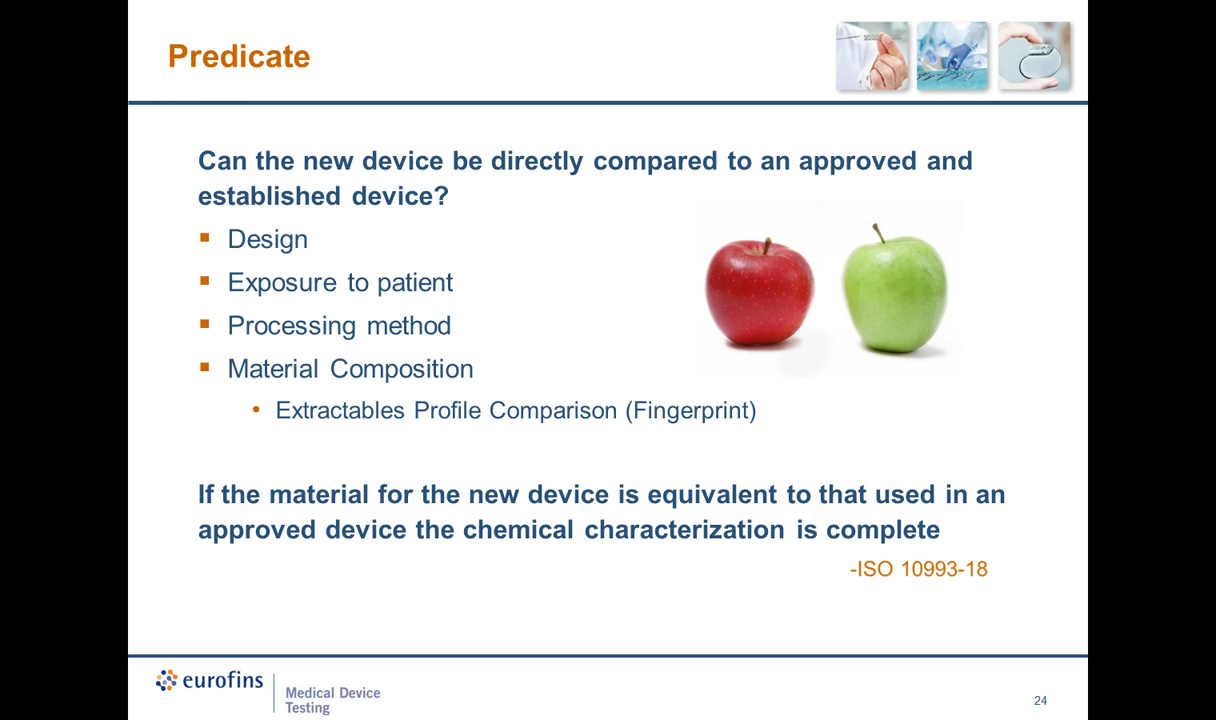 Predicate
Can the new device be directly compared to an approved and
established device?
Design
Exposure to patient
Processing method
Material Composition
Extractables Profile Comparison (Fingerprint)
If the material for the new device is equivalent to that used in an
approved device the chemical characterization is complete
-ISO 10993-18
eurofins
Medical Device
Testing
24